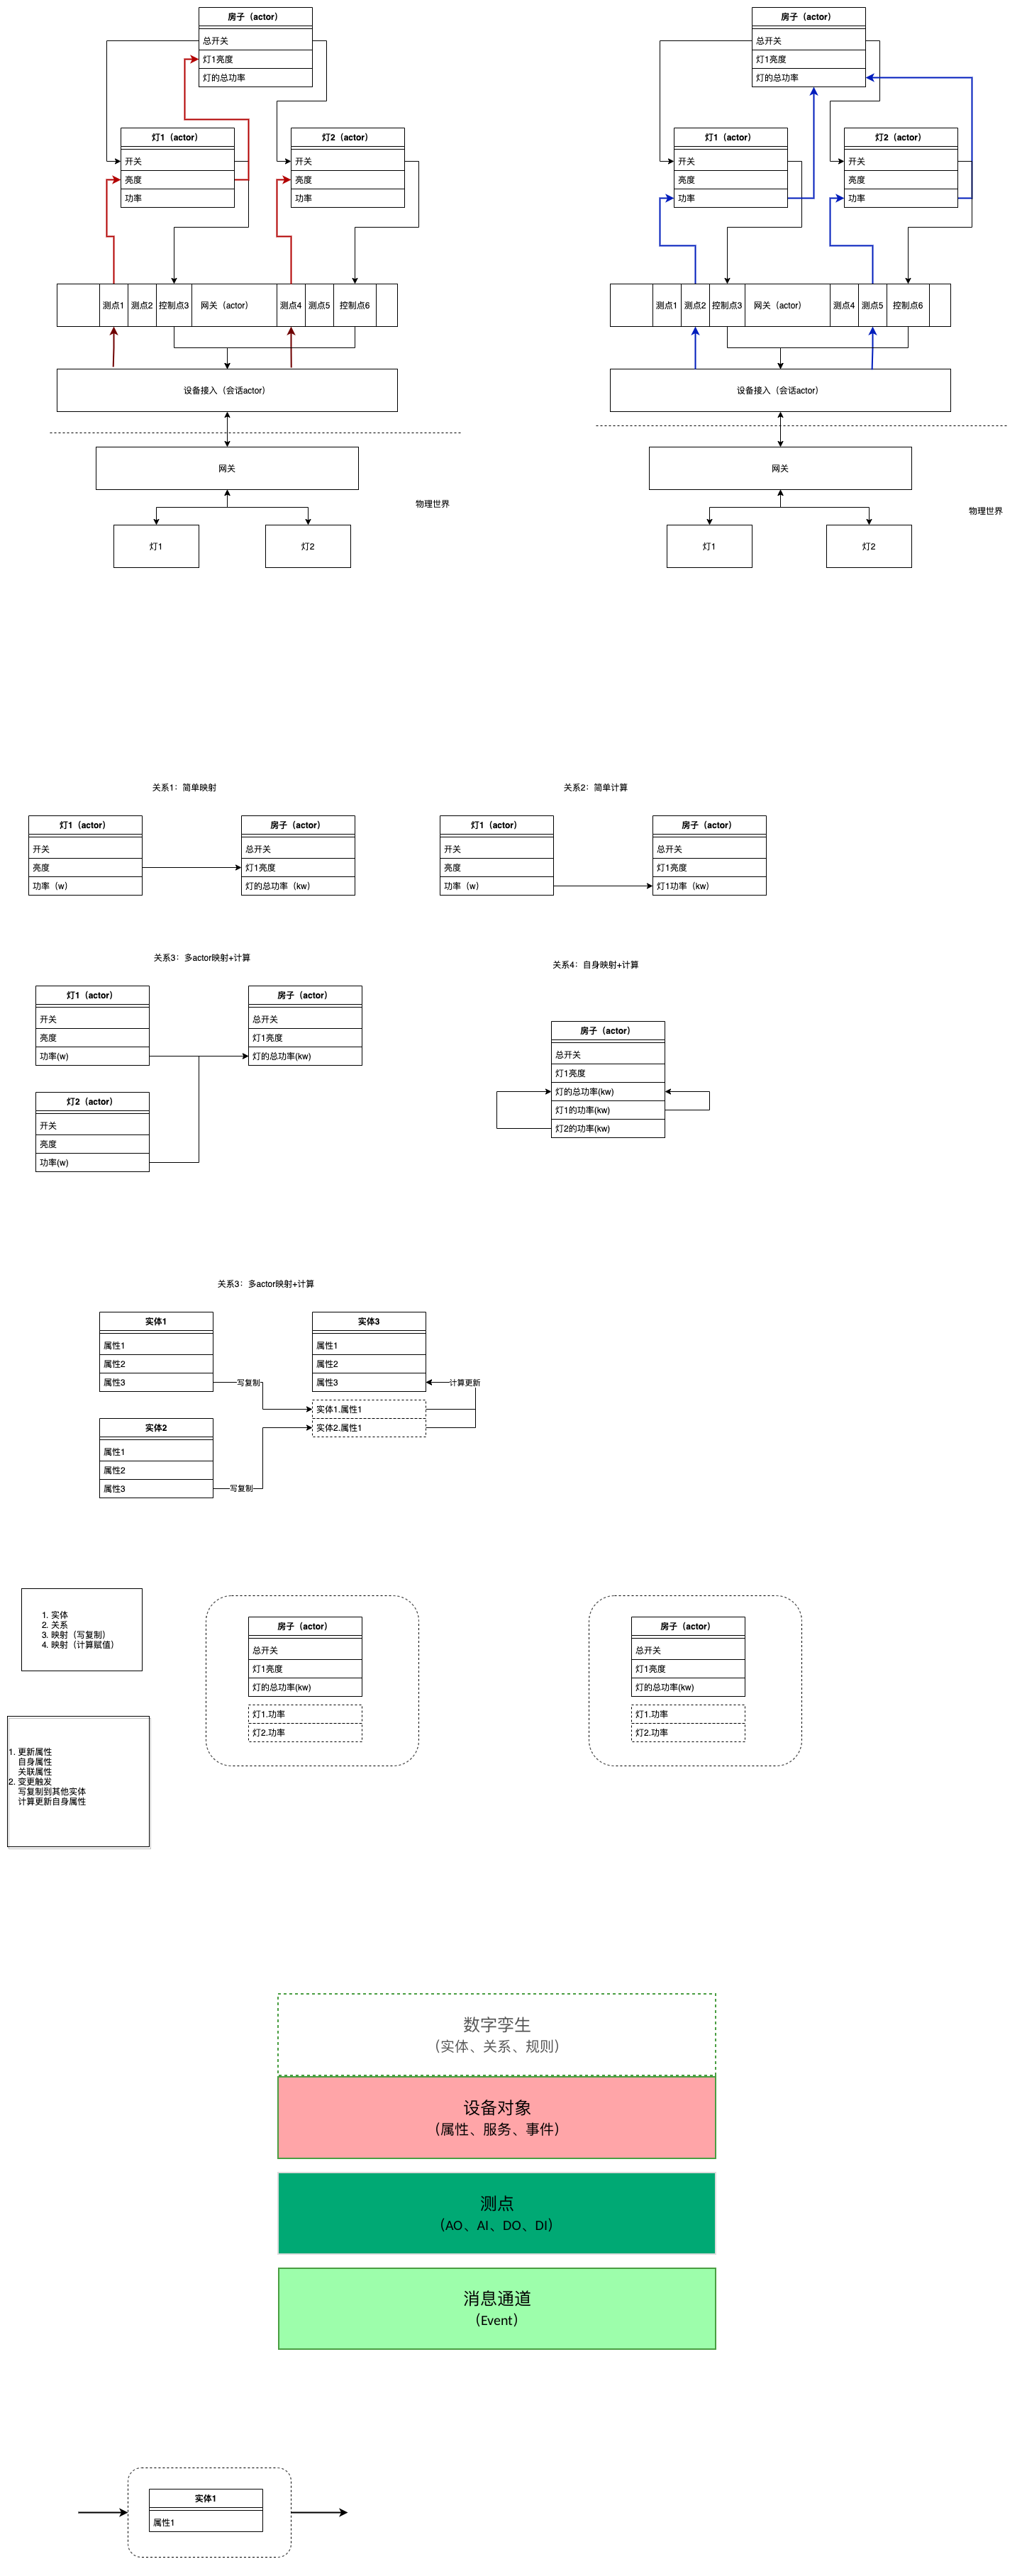 房子（actor）
总开关
灯1亮度
灯的总功率
灯1（actor）
开关
亮度
功率
灯2（actor）
开关
亮度
功率
测点1
测点2
控制点3
网关（actor）
测点4
测点5
控制点6
设备接入（会话actor）
网关
物理世界
灯1
灯2
房子（actor）
总开关
灯1亮度
灯的总功率
灯1（actor）
开关
亮度
功率
灯2（actor）
开关
亮度
功率
测点1
测点2
控制点3
网关（actor）
测点4
测点5
控制点6
设备接入（会话actor）
网关
物理世界
灯1
灯2
关系1：简单映射
灯1（actor）
开关
亮度
功率（w）
房子（actor）
总开关
灯1亮度
灯的总功率（kw）
关系2：简单计算
灯1（actor）
开关
亮度
功率（w）
房子（actor）
总开关
灯1亮度
灯1功率（kw）
关系3：多actor映射+计算
灯1（actor）
开关
亮度
功率(w)
房子（actor）
总开关
灯1亮度
灯的总功率(kw)
灯2（actor）
开关
亮度
功率(w)
关系4：自身映射+计算
房子（actor）
总开关
灯1亮度
灯的总功率(kw)
灯1的功率(kw)
灯2的功率(kw)
关系3：多actor映射+计算
实体1
属性1
属性2
属性3
写复制
实体3
属性1
属性2
属性3
计算更新
实体1.属性1
实体2.属性1
实体2
属性1
属性2
属性3
写复制
1. 实体
2. 关系
3. 映射（写复制）
4. 映射（计算赋值）
房子（actor）
总开关
灯1亮度
灯的总功率(kw)
灯1.功率
灯2.功率
房子（actor）
总开关
灯1亮度
灯的总功率(kw)
灯1.功率
灯2.功率
1. 更新属性
自身属性
关联属性
2. 变更触发
写复制到其他实体
计算更新自身属性
数字孪生
（实体、关系、规则）
设备对象
（属性、服务、事件）
测点
（AO、AI、DO、DI）
消息通道
（Event）
实体1
属性1